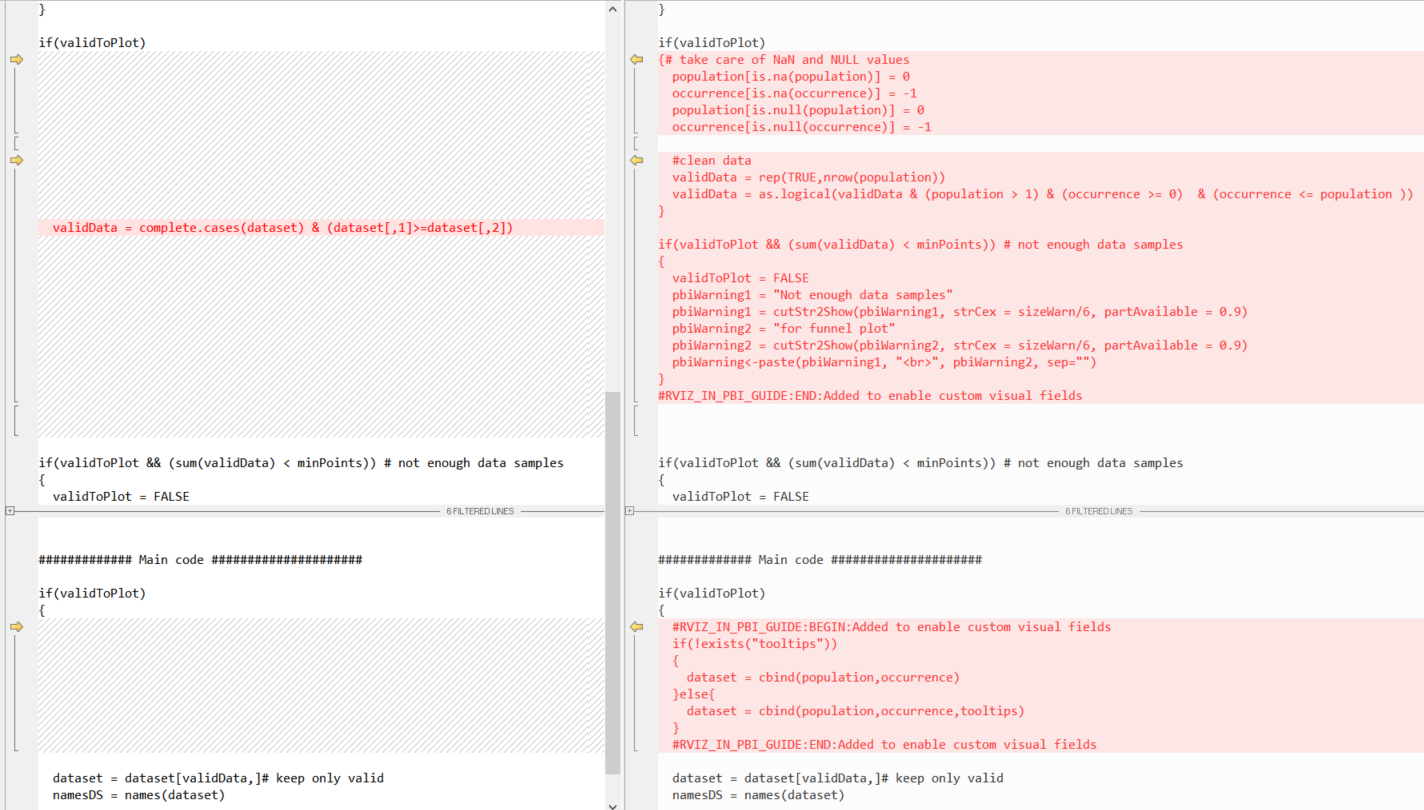 }
if(validToPlot)
validData = complete.cases(dataset) & (dataset[,1]>=dataset[,2])
if(validToPlot && (sum(validData) < minPoints)) # not enough data samples
{
validToPlot = FALSE
6 FILTERED LINES
############# Main code #####################
if(validToPlot)
{
dataset = dataset[validData,]# keep only valid
namesDS = names(dataset)
}
if(validToPlot)
{# take care of NaN and NULL values
population[is.na(population)] = 0
occurrence[is.na(occurrence)] = -1
population[is.null(population)] = 0
occurrence[is.null(occurrence)] = -1
#clean data
validData = rep(TRUE,nrow(population))
validData = as.logical(validData & (population > 1) & (occurrence >= 0)  & (occurrence <= population ))
}
if(validToPlot && (sum(validData) < minPoints)) # not enough data samples
{
validToPlot = FALSE
pbiWarning1 = "Not enough data samples"
pbiWarning1 = cutStr2Show(pbiWarning1, strCex = sizeWarn/6, partAvailable = 0.9)
pbiWarning2 = "for funnel plot"
pbiWarning2 = cutStr2Show(pbiWarning2, strCex = sizeWarn/6, partAvailable = 0.9)
pbiWarning<-paste(pbiWarning1, "<br>", pbiWarning2, sep="")
}
#RVIZ_IN_PBI_GUIDE:END:Added to enable custom visual fields
if(validToPlot && (sum(validData) < minPoints)) # not enough data samples
{
validToPlot = FALSE
6 FILTERED LINES
############# Main code #####################
if(validToPlot)
{
#RVIZ_IN_PBI_GUIDE:BEGIN:Added to enable custom visual fields
if(!exists("tooltips"))
{
dataset = cbind(population,occurrence)
}else{
dataset = cbind(population,occurrence,tooltips)
}
#RVIZ_IN_PBI_GUIDE:END:Added to enable custom visual fields
dataset = dataset[validData,]# keep only valid
namesDS = names(dataset)